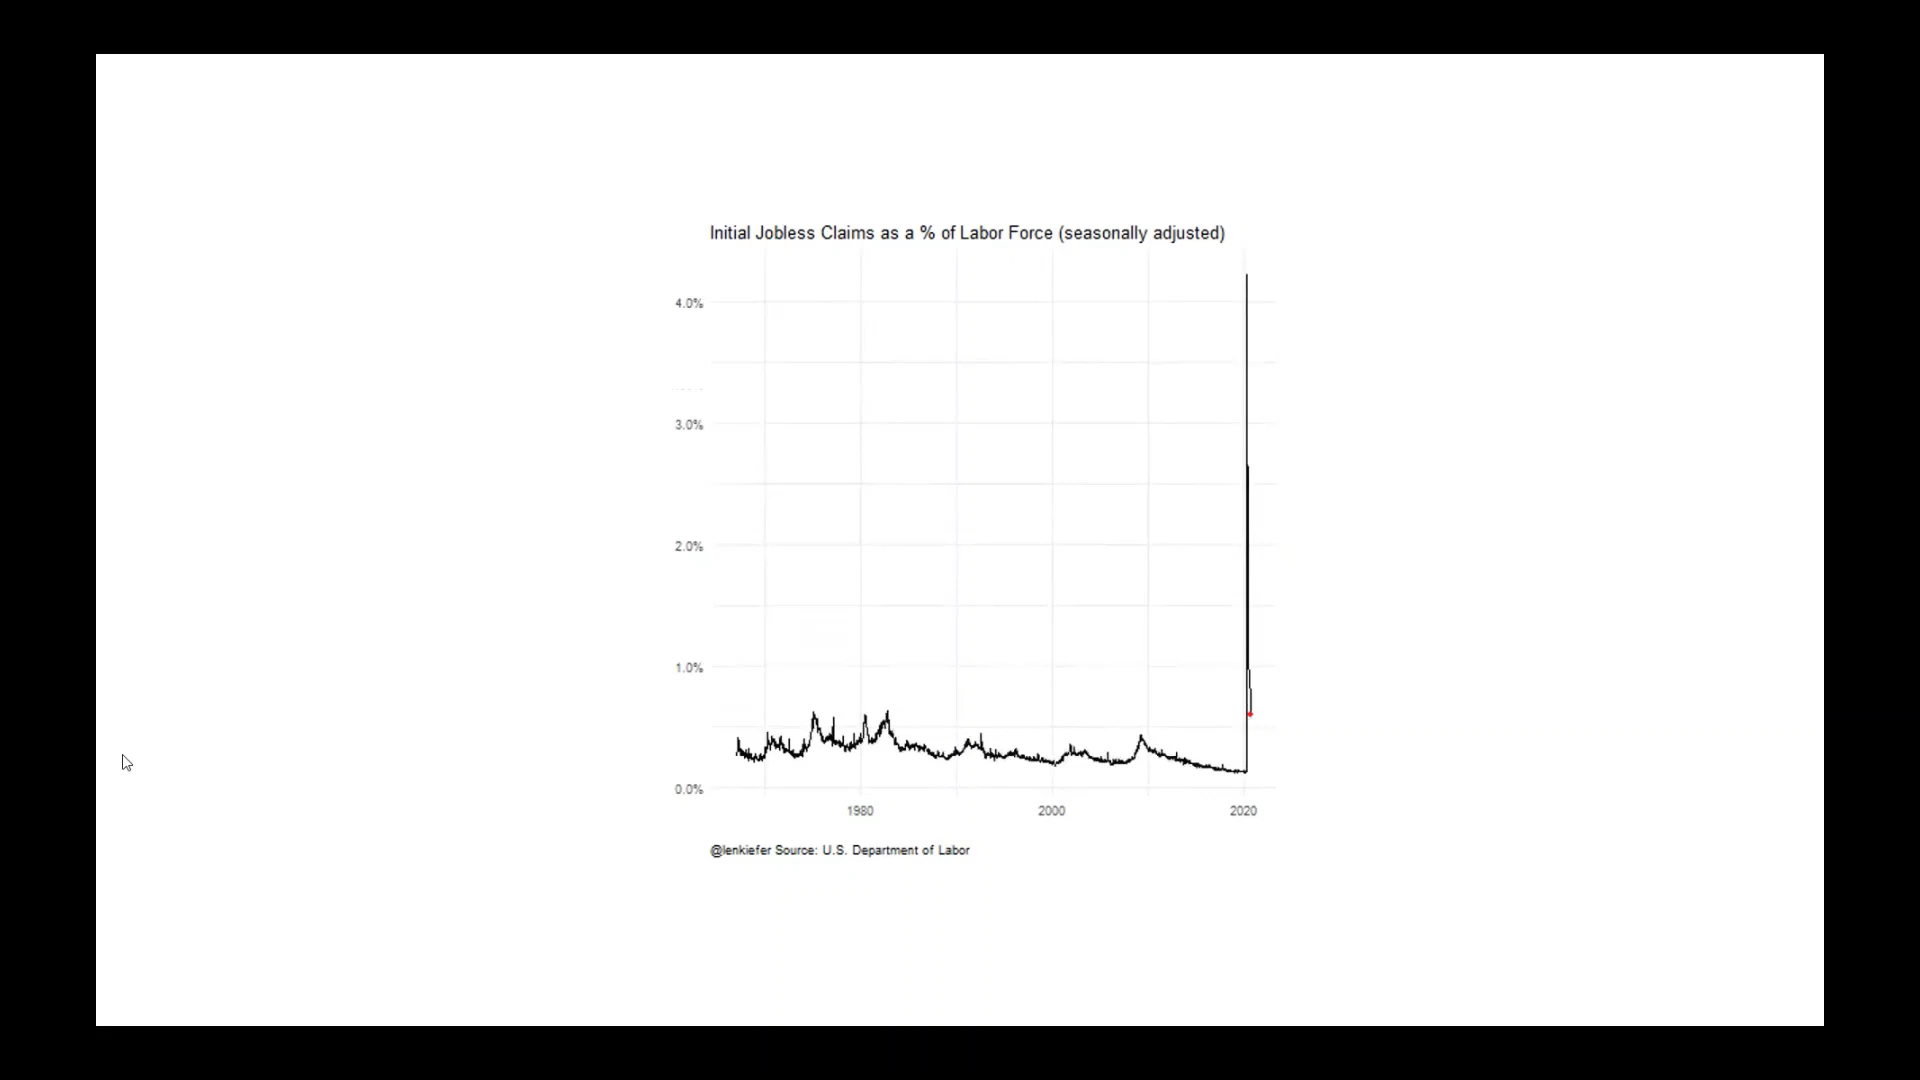 Initial Jobless Claims as a % of Labor Force (seasonally adjusted)
4.0%
3.0%
2.0%
1.0%
0.0%
1980 2000 2020
@lenkiefer Source: U.S. Department of Labor